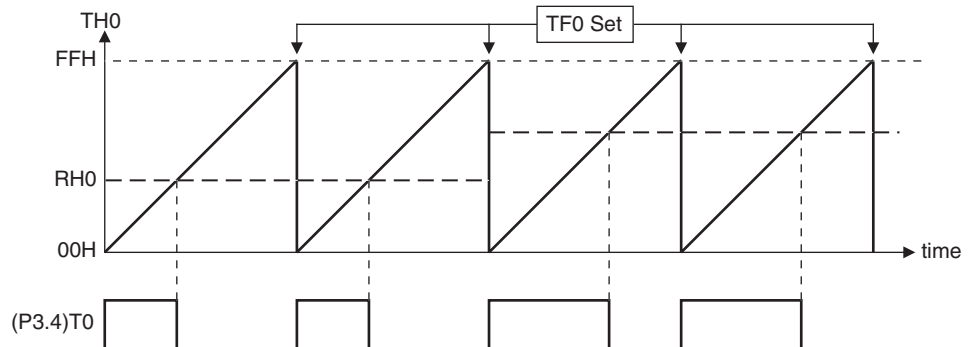 TH0
TF0 Set
FFH
RH0
00H
time
(P3.4)T0